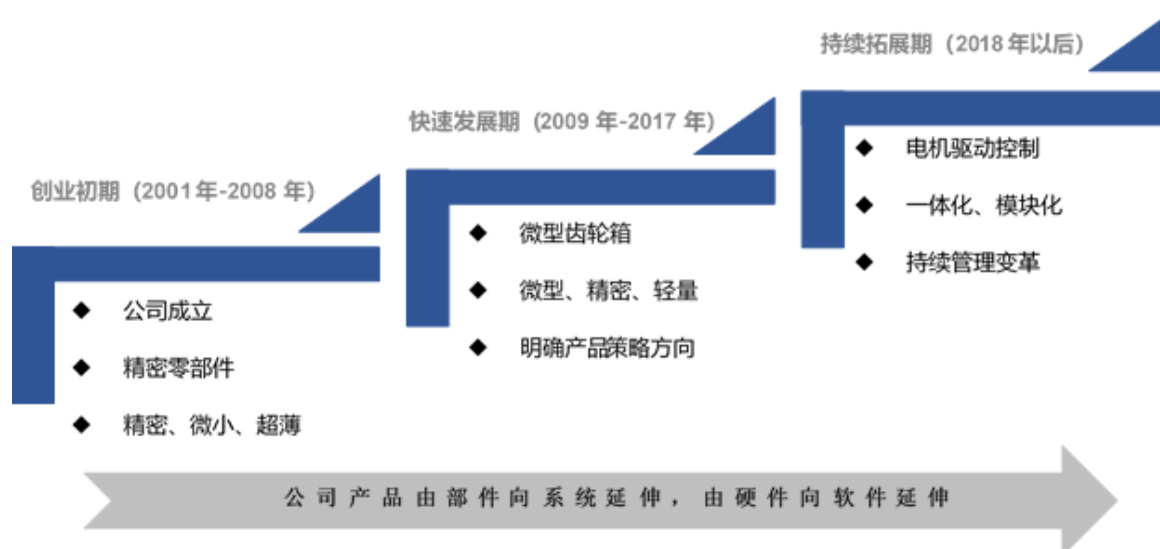 创业初期 (2001年-2008 年)
◆ 公司成立
◆ 精密零部件
◆ 精密、微小、超薄
快速发展期 (2009 年-2017 年)
◆ 微型齿轮箱
◆ 微型、精密、轻量
◆ 明确产品策略方向
持续拓展期 (2018 年以后)
◆ 电机驱动控制
◆ 一体化、模块化
◆ 持续管理变革
公司产品由部件向系统延伸，由硬件向软件延伸